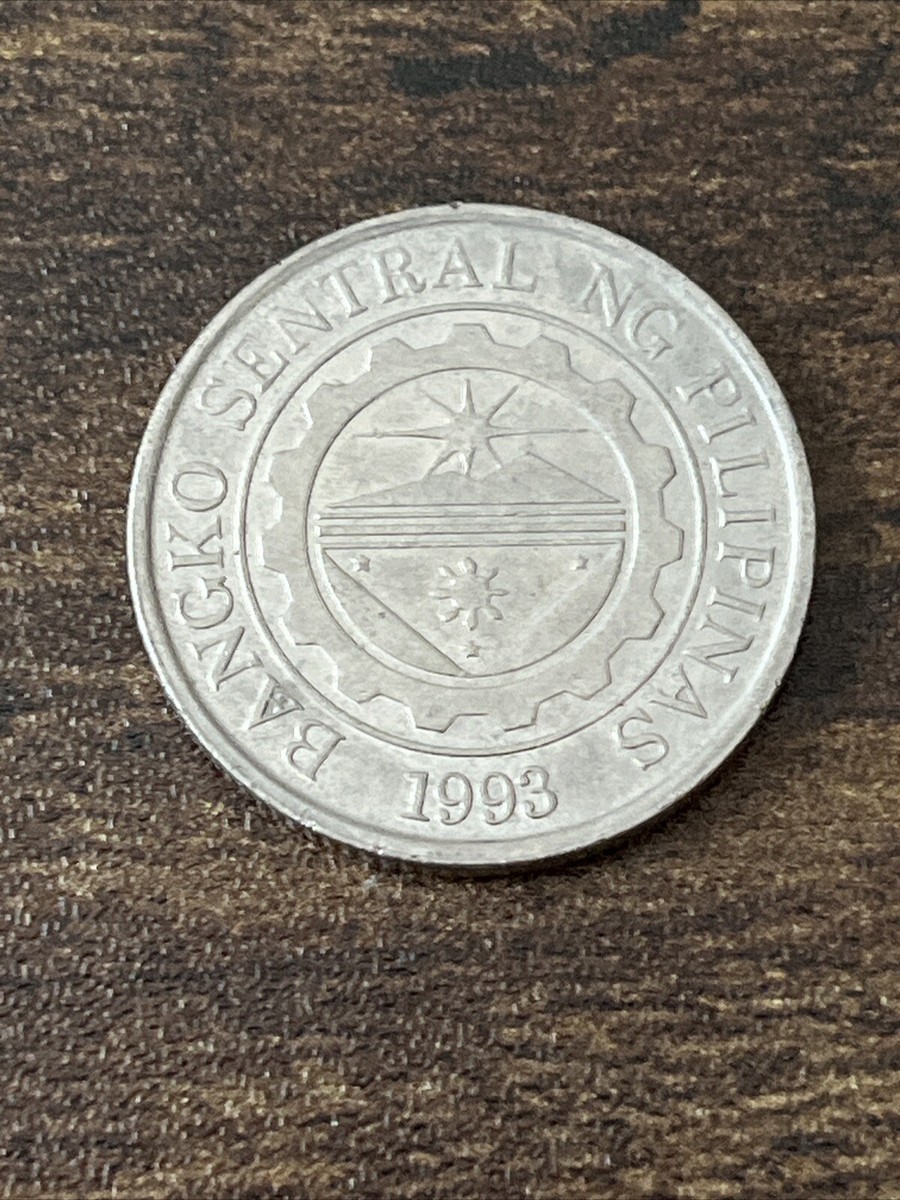 BANGKO SENTRAL NG PILIPINAS
1993